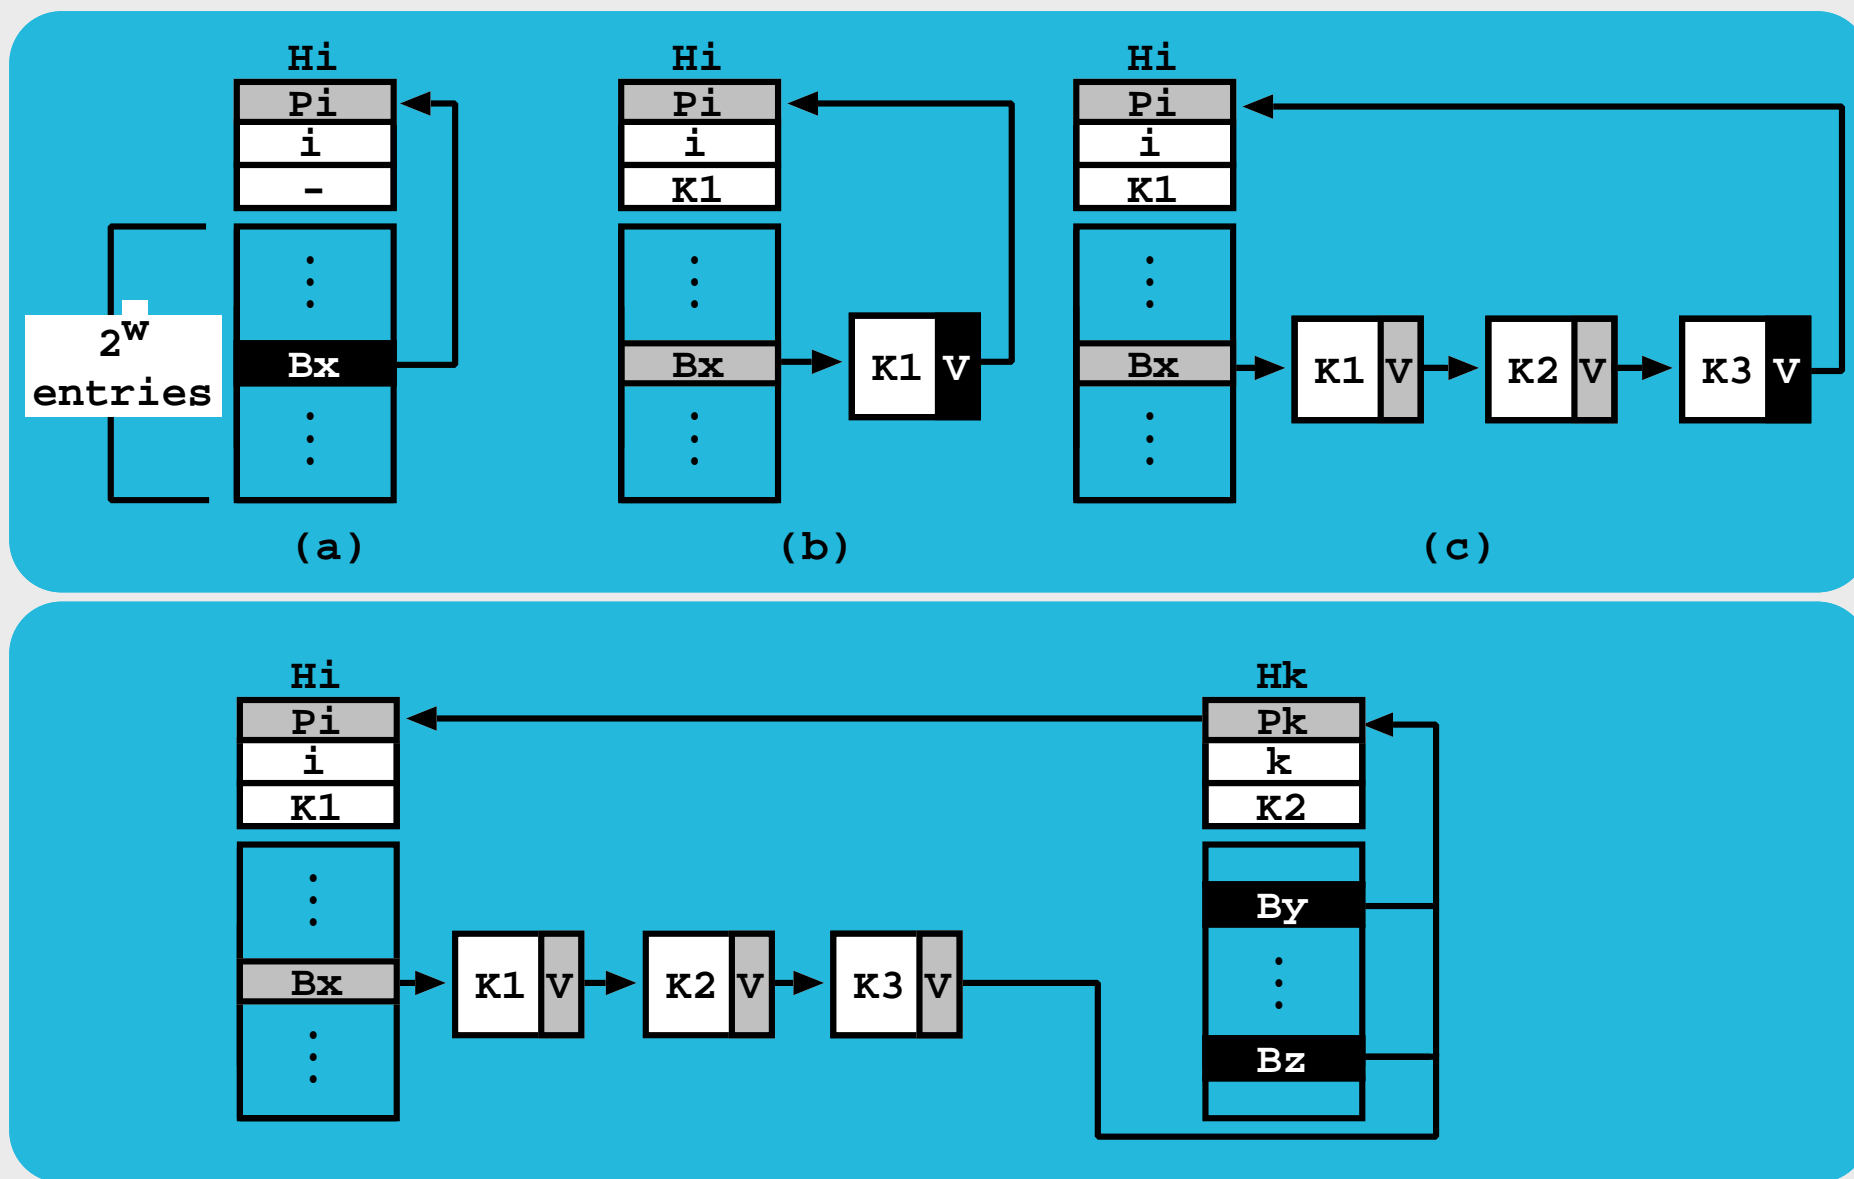 Hi
Pi
i
-
2^w
entries
Bx
(a)
Hi
Pi
i
K1
Bx
K1 V
(b)
Hi
Pi
i
K1
Bx
K1 V K2 V K3 V
(c)
Hi
Pi
i
K1
Bx
K1 V K2 V K3 V
Hk
Pk
k
K2
By
Bz